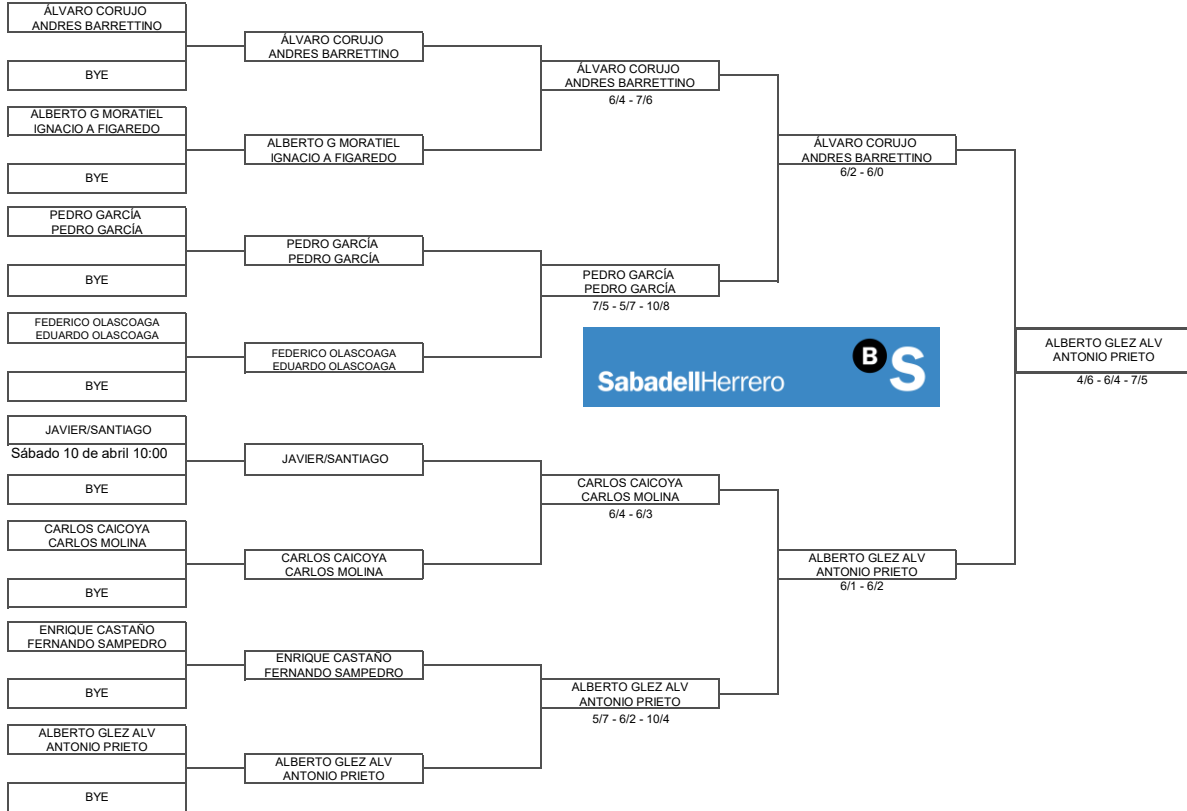 ÁLVARO CORUJO
ANDRES BARRETTINO
BYE
ALBERTO G MORATIEL
IGNACIO A FIGAREDO
BYE
PEDRO GARCÍA
PEDRO GARCÍA
BYE
FEDERICO OLASCOAGA
EDUARDO OLASCOAGA
BYE
JAVIER/SANTIAGO
Sábado 10 de abril 10:00
BYE
CARLOS CAICOYA
CARLOS MOLINA
BYE
ENRIQUE CASTAÑO
FERNANDO SAMPEDRO
BYE
ALBERTO GLEZ ALV
ANTONIO PRIETO
BYE
ÁLVARO CORUJO
ANDRES BARRETTINO
ALBERTO G MORATIEL
IGNACIO A FIGAREDO
PEDRO GARCÍA
PEDRO GARCÍA
FEDERICO OLASCOAGA
EDUARDO OLASCOAGA
JAVIER/SANTIAGO
CARLOS CAICOYA
CARLOS MOLINA
ENRIQUE CASTAÑO
FERNANDO SAMPEDRO
ALBERTO GLEZ ALV
ANTONIO PRIETO
ÁLVARO CORUJO
ANDRES BARRETTINO
6/4 - 7/6
PEDRO GARCÍA
PEDRO GARCÍA
7/5 - 5/7 - 10/8
SabadellHerrero
B S
CARLOS CAICOYA
CARLOS MOLINA
6/4 - 6/3
ALBERTO GLEZ ALV
ANTONIO PRIETO
5/7 - 6/2 - 10/4
ÁLVARO CORUJO
ANDRES BARRETTINO
6/2 - 6/0
ALBERTO GLEZ ALV
ANTONIO PRIETO
6/1 - 6/2
ALBERTO GLEZ ALV
ANTONIO PRIETO
4/6 - 6/4 - 7/5